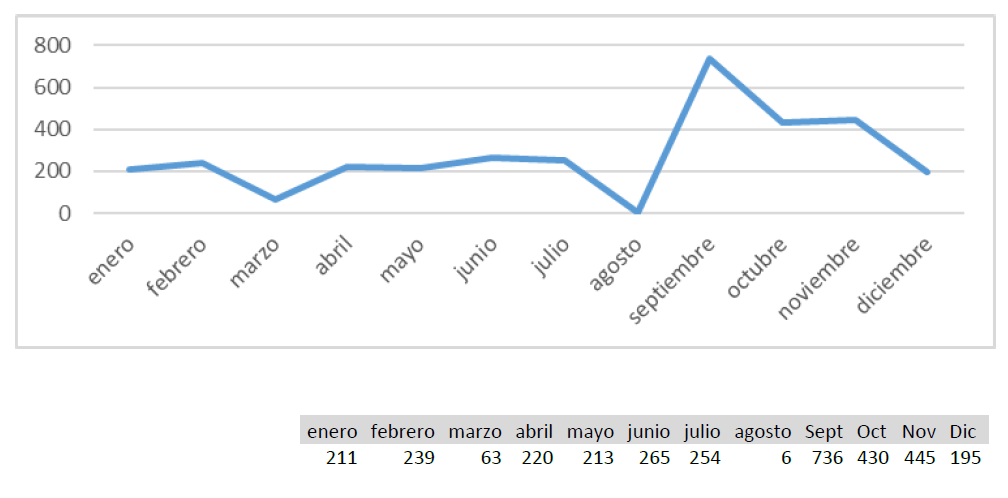 800
600
400
200
0
enero febrero marzo abril mayo junio julio agosto septiembre octubre noviembre diciembre
enero febrero marzo abril mayo junio julio agosto Sept Oct Nov Dic
211 239 63 220 213 265 254 6 736 430 445 195